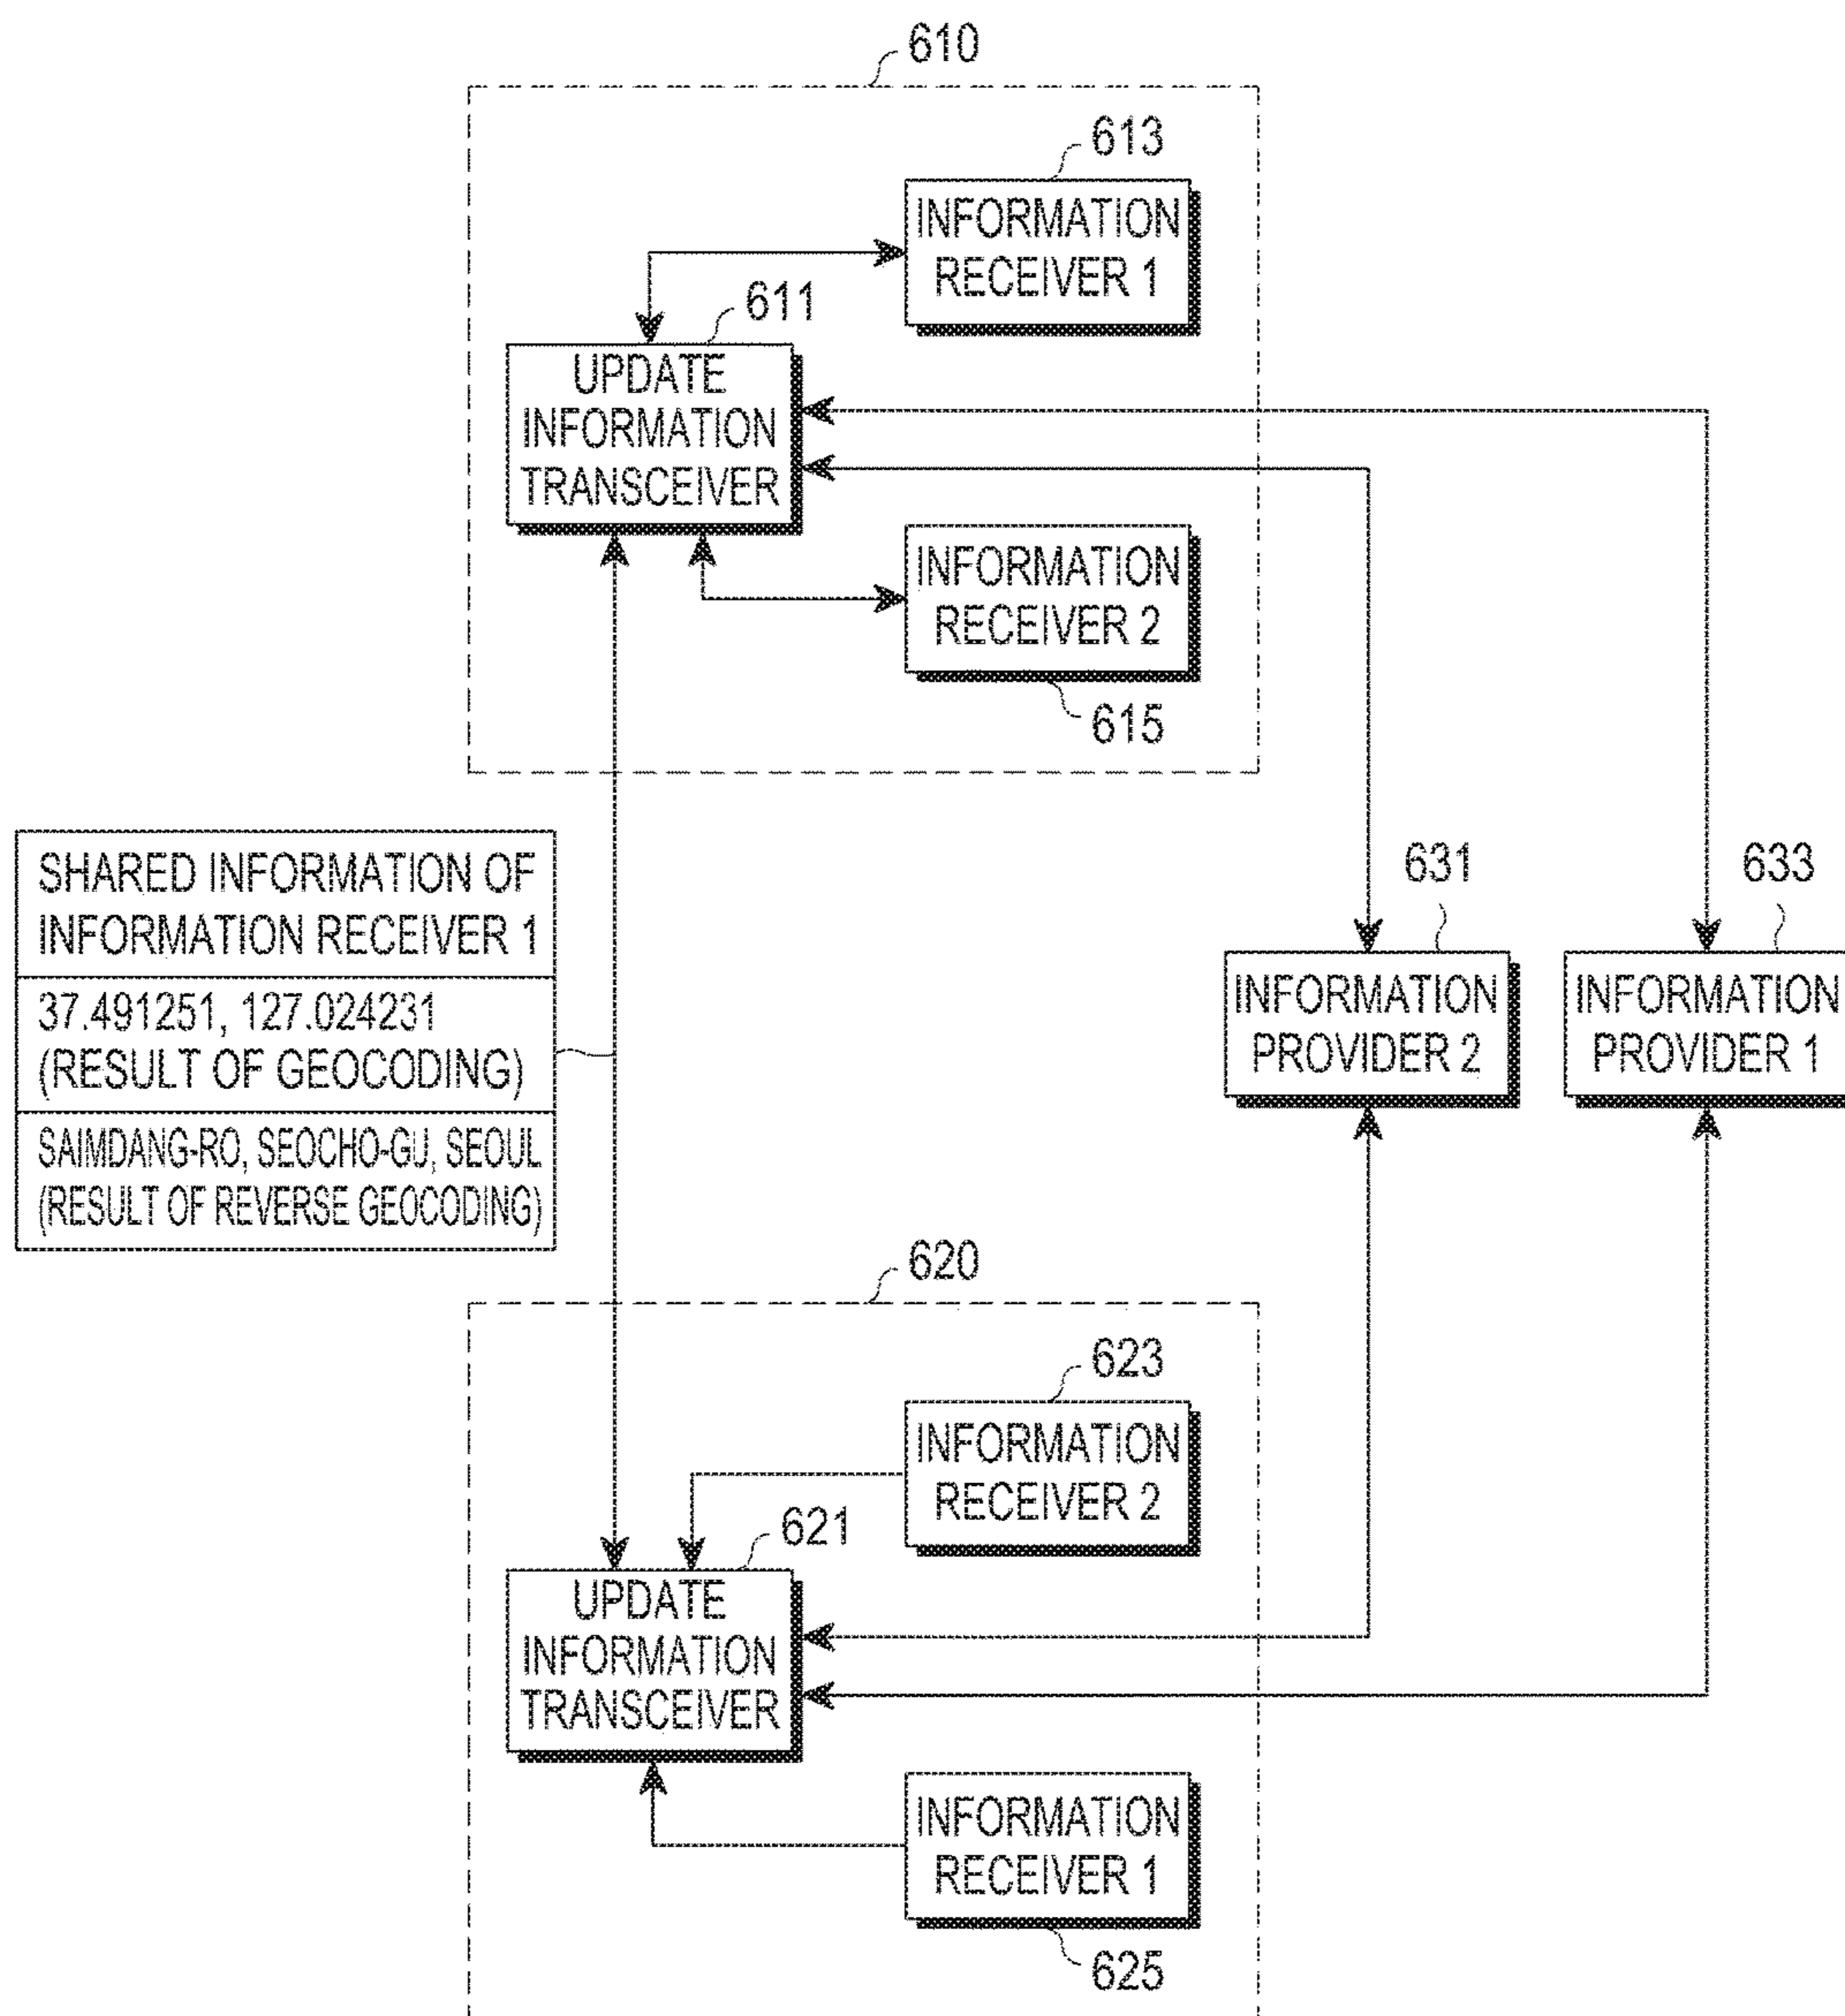 610
613
INFORMATION
RECEIVER 1
611
UPDATE
INFORMATION
TRANSCEIVER
INFORMATION
RECEIVER 2
615
SHARED INFORMATION OF
INFORMATION RECEIVER 1
37.491251, 127.024231
(RESULT OF GEOCODING)
SAIMDANG-RO, SEOCHO-GU, SEOUL
(RESULT OF REVERSE GEOCODING)
631
INFORMATION
PROVIDER 2
633
INFORMATION
PROVIDER 1
620
623
INFORMATION
RECEIVER 2
621
UPDATE
INFORMATION
TRANSCEIVER
INFORMATION
RECEIVER 1
625